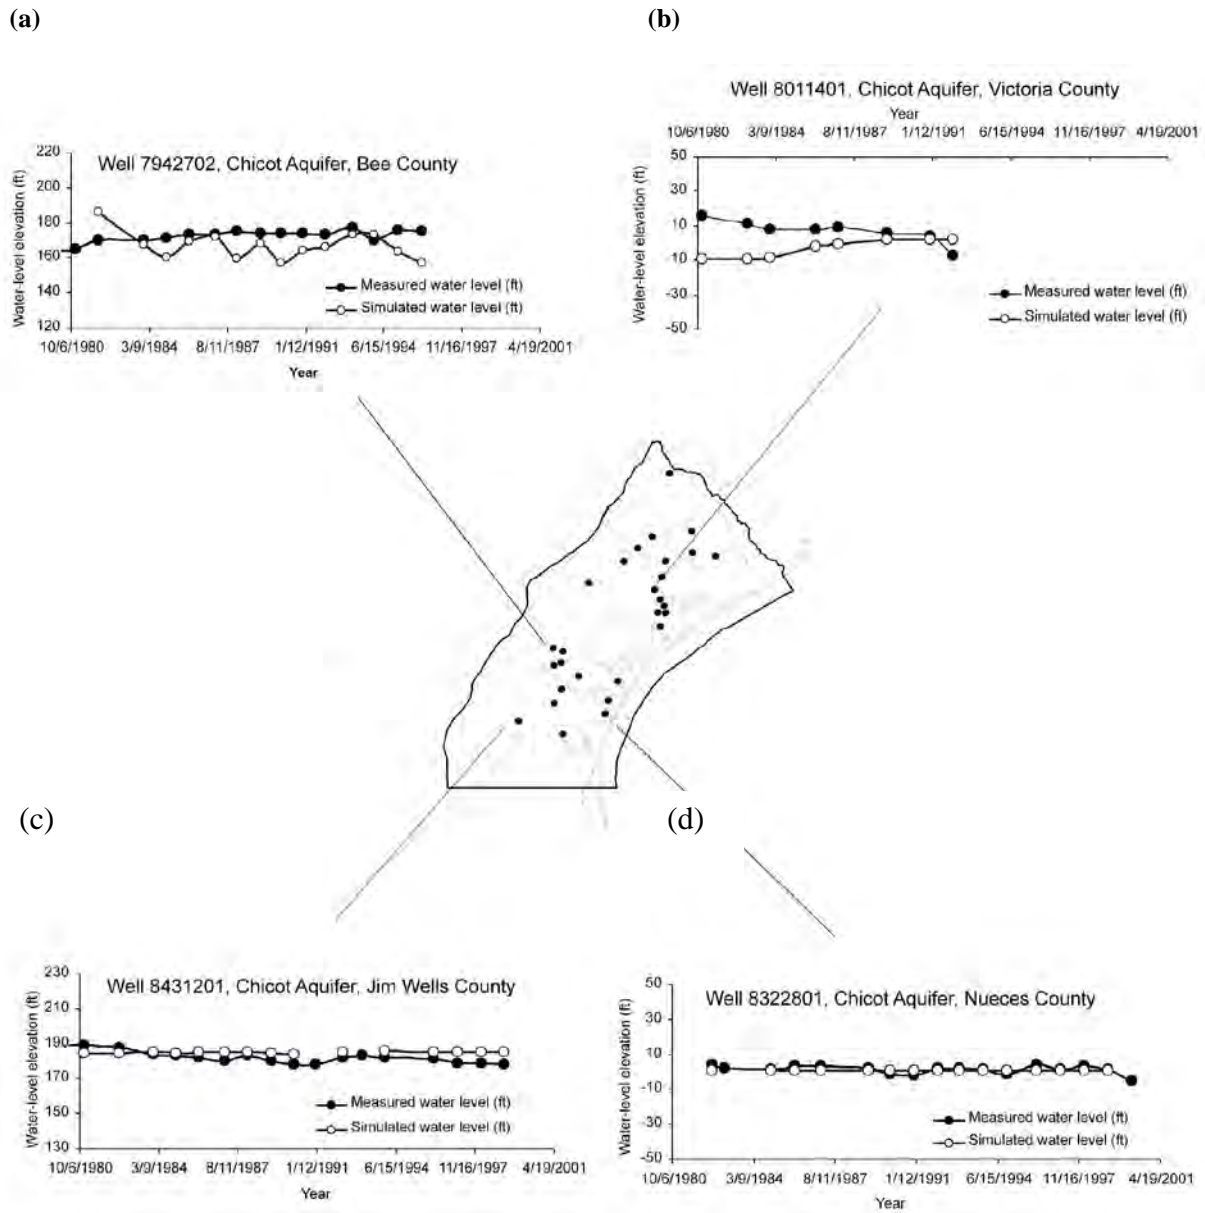 (a)
Well 7942702, Chicot Aquifer, Bee County
Water-level elevation (ft)
220
200
180
160
140
120
Measured water level (ft)
Simulated water level (ft)
10/6/1980 3/9/1984 8/11/1987 1/12/1991 6/15/1994 11/16/1997 4/19/2001
Year
(b)
Well 8011401, Chicot Aquifer, Victoria County
Year
10/6/1980 3/9/1984 8/11/1987 1/12/1991 6/15/1994 11/16/1997 4/19/2001
Water-level elevation (ft)
50
30
10
-10
-30
-50
Measured water level (ft)
Simulated water level (ft)
(c)
Well 8431201, Chicot Aquifer, Jim Wells County
Water-level elevation (ft)
230
210
190
170
150
130
Measured water level (ft)
Simulated water level (ft)
10/6/1980 3/9/1984 8/11/1987 1/12/1991 6/15/1994 11/16/1997 4/19/2001
Year
(d)
Well 8322801, Chicot Aquifer, Nueces County
Water-level elevation (ft)
50
30
10
-10
-30
-50
Measured water level (ft)
Simulated water level (ft)
10/6/1980 3/9/1984 8/11/1987 1/12/1991 6/15/1994 11/16/1997 4/19/2001
Year